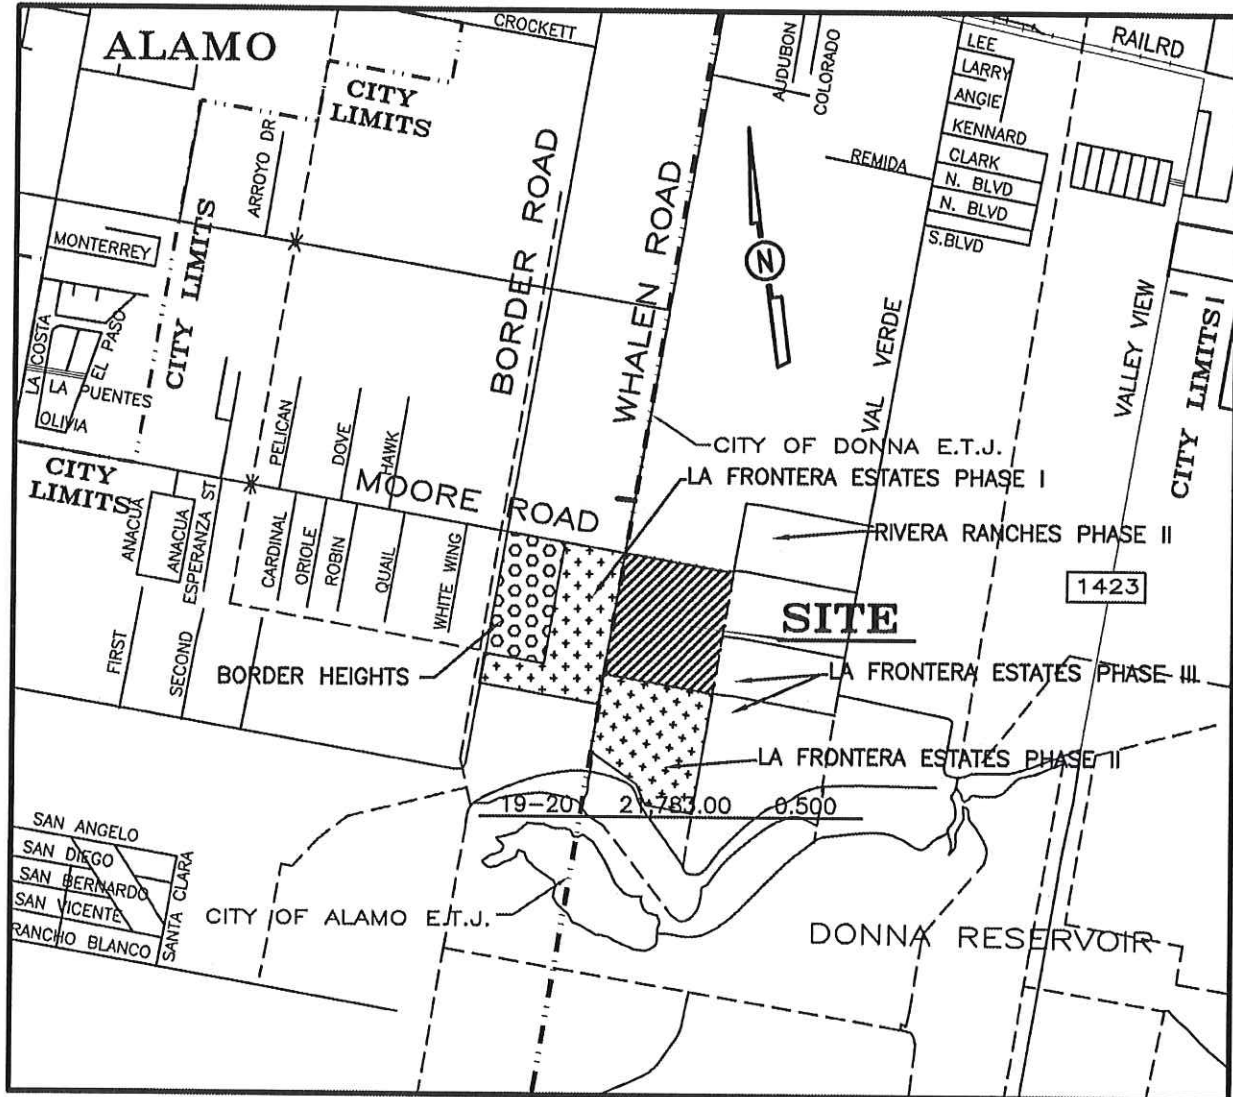 CROCKETT
ALAMO
CITY
LIMITS
AUDUBON
COLORADO
RAILRD
LEE
LARRY
ANGIE
KENNARD
CLARK
N. BLVD
N. BLVD
S.BLVD
REMIDA
ARROYO DR
BORDER ROAD
WHALEN ROAD
N
MONTERREY
CITY LIMITS
LA COSTA
EL PASO
LA PUENTES
OLIVIA
VAL VERDE
VALLEY VIEW
CITY LIMITS
CITY OF DONNA E.T.J.
LA FRONTERA ESTATES PHASE I
CITY
LIMITS
PELICAN
DOVE
HAWK
MOORE ROAD
RIVERA RANCHES PHASE II
1423
ANACUA
ANACUA
ESPERANZA ST
CARDINAL
ORIOLE
ROBIN
QUAIL
WHITE WING
SITE
FIRST
SECOND
BORDER HEIGHTS
LA FRONTERA ESTATES PHASE III
LA FRONTERA ESTATES PHASE II
19-20 21,783.00 0.500
SAN ANGELO
SAN DIEGO
SAN BERNARDO
SAN VICENTE
RANCHO BLANCO
SANTA CLARA
CITY OF ALAMO E.T.J.
DONNA RESERVOIR